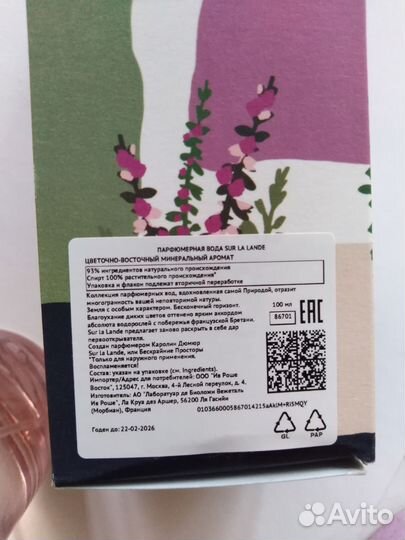 ПАРФЮМЕРНАЯ ВОДА SUR LA LANDE
ЦВЕТОЧНО-ВОСТОЧНЫЙ МИНЕРАЛЬНЫЙ АРОМАТ
93% ингредиентов натурального происхождения
Спирт 100% растительного происхождения*
Упаковка и флакон подлежат вторичной переработке
Коллекция парфюмерных вод, вдохновленная самой Природой, отразит
многогранность вашей неповторимой натуры.
Земля с особым характером. Бесконечный горизонт.
Благоухание диких цветов оттенено ярким аккордом
абсолюта водорослей с побережья французской Бретани.
Sur la Lande предлагает заново раскрыть в себе дар
первооткрывателя.
Создан парфюмером Каролин Дюмюр
Sur la Lande, или Бескрайние Просторы
*Только для наружного применения.
Состав: указан на упаковке (см. Ingredients).
Импортер/Адрес для потребителей: ООО "Ив Роше
Восток", 125047, г. Москва, 4-й Лесной переулок, д. 4.
Изготовитель: АО "Лаборатуар де Биоложи Вежеталь
Ив Роше", Ла Круа дез Аршер, 56200 Ля Гасийи
(Морбиан), Франция
100 мл
86701
EAC
0103660005867014215aAkJM+RiSMQY
GL
PAP
Годен до: 22-02-2026
Avito